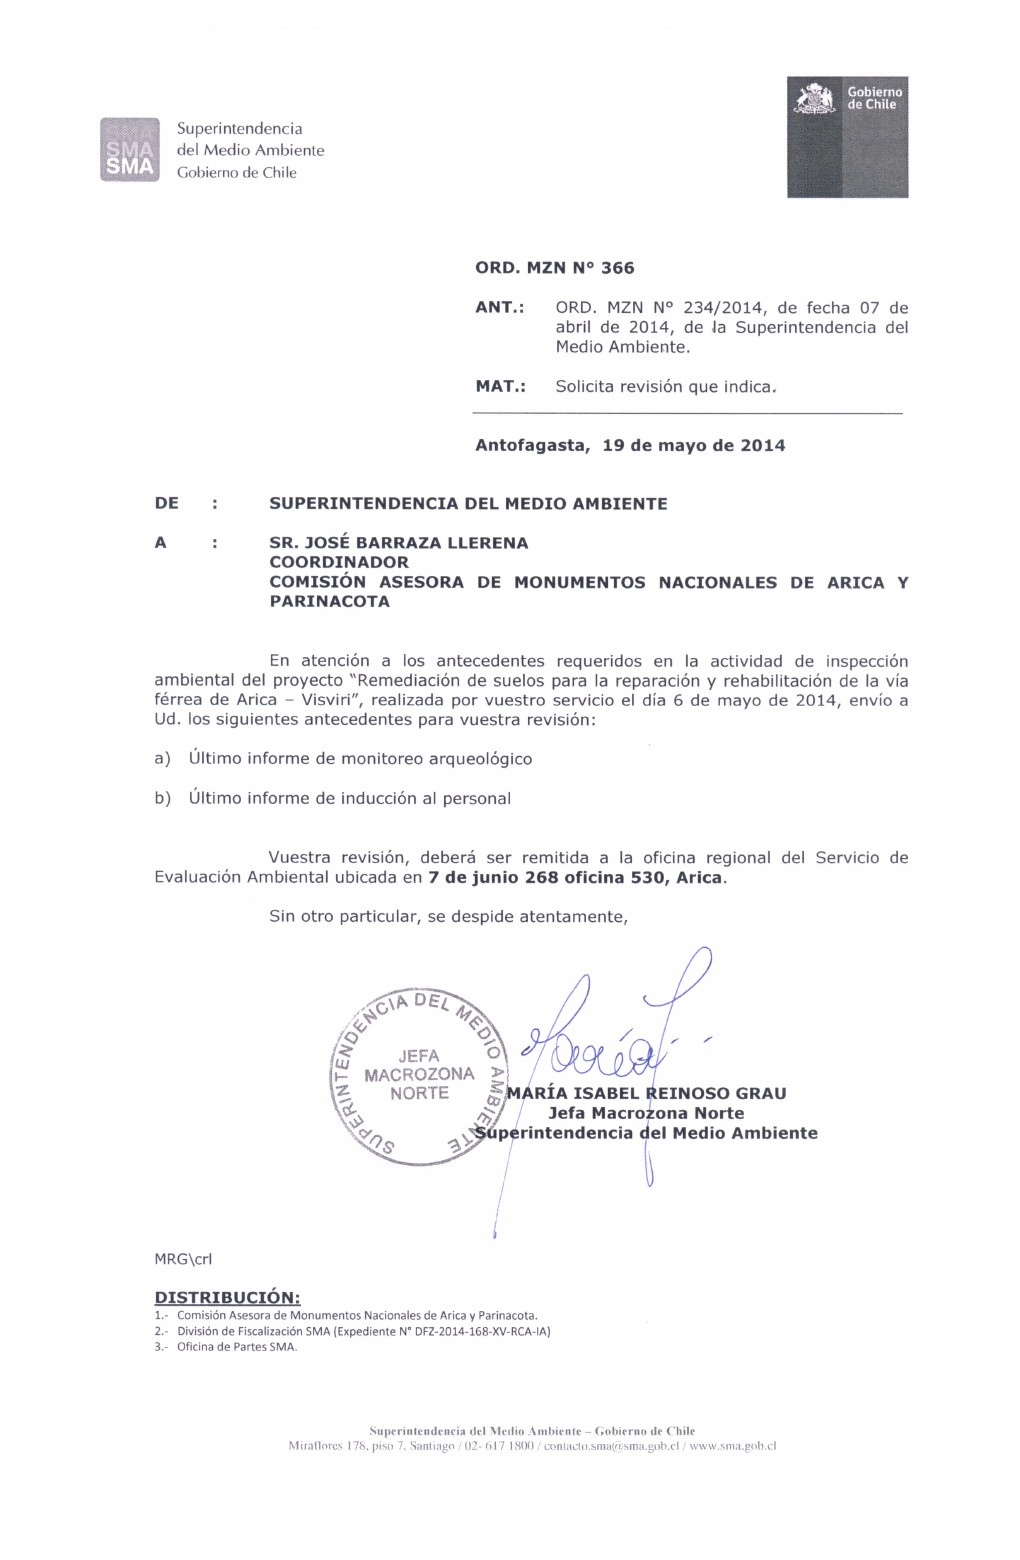 Gobierno
de Chile
SMA
SMA
SMA
Superintendencia
del Medio Ambiente
Gobierno de Chile
ORD. MZN N° 366
ANT.: ORD. MZN N° 234/2014, de fecha 07 de
abril de 2014, de la Superintendencia del
Medio Ambiente.
MAT.: Solicita revisión que indica.
Antofagasta, 19 de mayo de 2014
DE : SUPERINTENDENCIA DEL MEDIO AMBIENTE
A : SR. JOSÉ BARRAZA LLERENA
COORDINADOR
COMISIÓN ASESORA DE MONUMENTOS NACIONALES DE ARICA Y
PARINACOTA
En atención a los antecedentes requeridos en la actividad de inspección
ambiental del proyecto "Remediación de suelos para la reparación y rehabilitación de la vía
férrea de Arica – Visviri", realizada por vuestro servicio el día 6 de mayo de 2014, envío a
Ud. los siguientes antecedentes para vuestra revisión:
a) Último informe de monitoreo arqueológico
b) Último informe de inducción al personal
Vuestra revisión, deberá ser remitida a la oficina regional del Servicio de
Evaluación Ambiental ubicada en 7 de junio 268 oficina 530, Arica.
Sin otro particular, se despide atentamente,
SUPERINTENDENCIA DEL MEDIO AMBIENTE
JEFA
MACROZONA
NORTE
MARÍA ISABEL REINOSO GRAU
Jefa Macrozona Norte
Superintendencia del Medio Ambiente
MRG\crl
DISTRIBUCIÓN:
1.- Comisión Asesora de Monumentos Nacionales de Arica y Parinacota.
2.- División de Fiscalización SMA (Expediente N° DFZ-2014-168-XV-RCA-IA)
3.- Oficina de Partes SMA.
Superintendencia del Medio Ambiente – Gobierno de Chile
Miraflores 178, piso 7, Santiago / 02- 617 1800 / contacto.sma@sma.gob.cl / www.sma.gob.cl